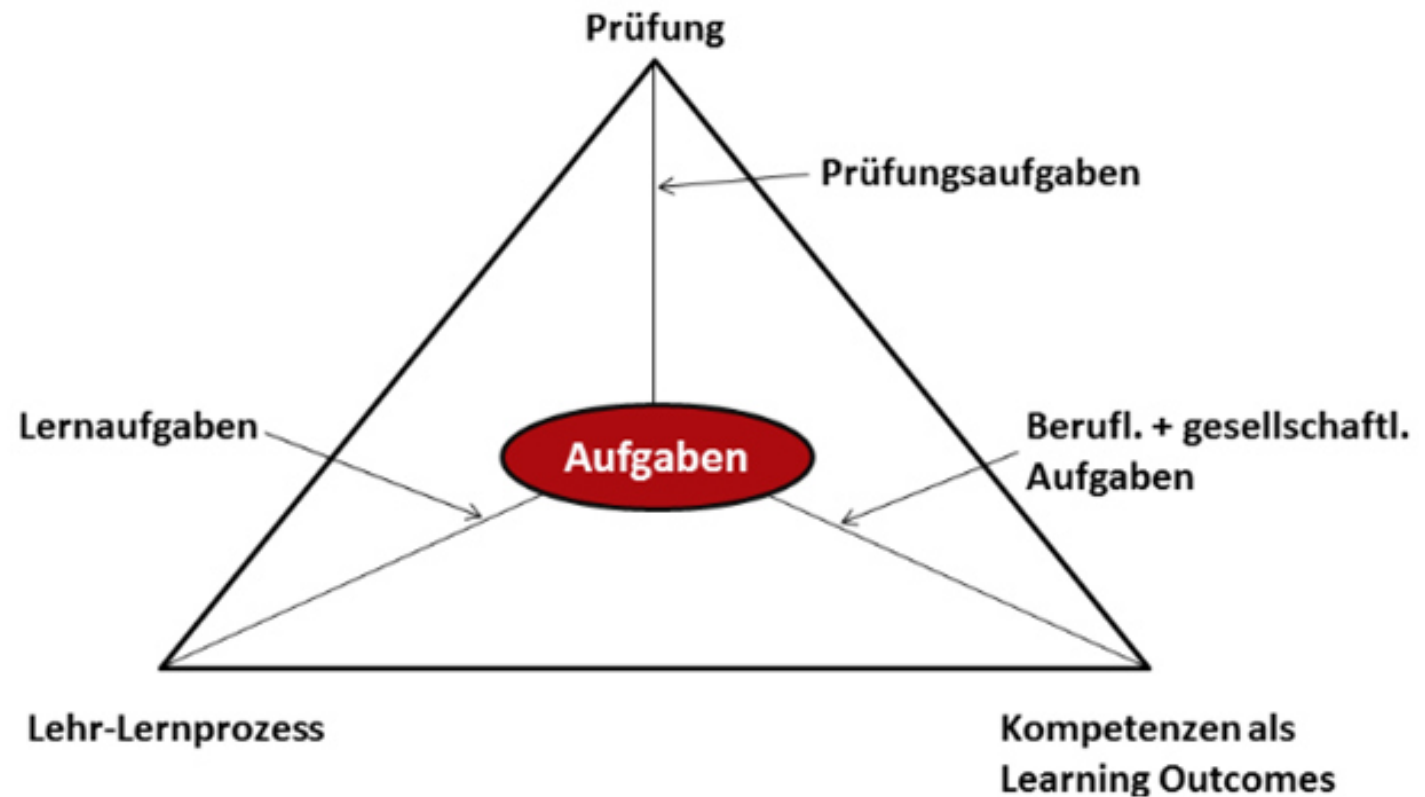 Prüfung
Prüfungsaufgaben
Lernaufgaben
Aufgaben
Berufl. + gesellschaftl.
Aufgaben
Lehr-Lernprozess
Kompetenzen als
Learning Outcomes